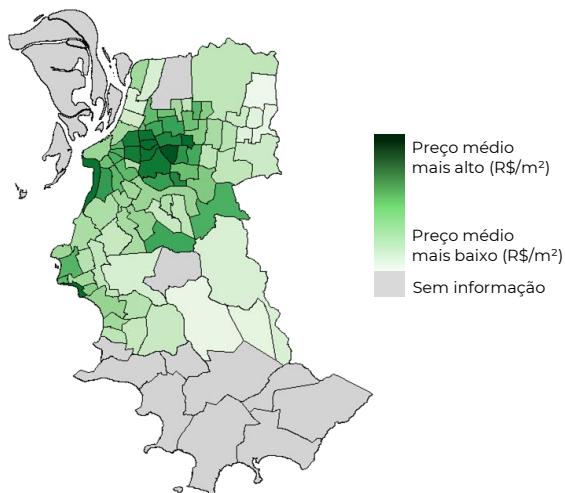 Preço médio
mais alto (R$/m²)
Preço médio
mais baixo (R$/m²)
Sem informação